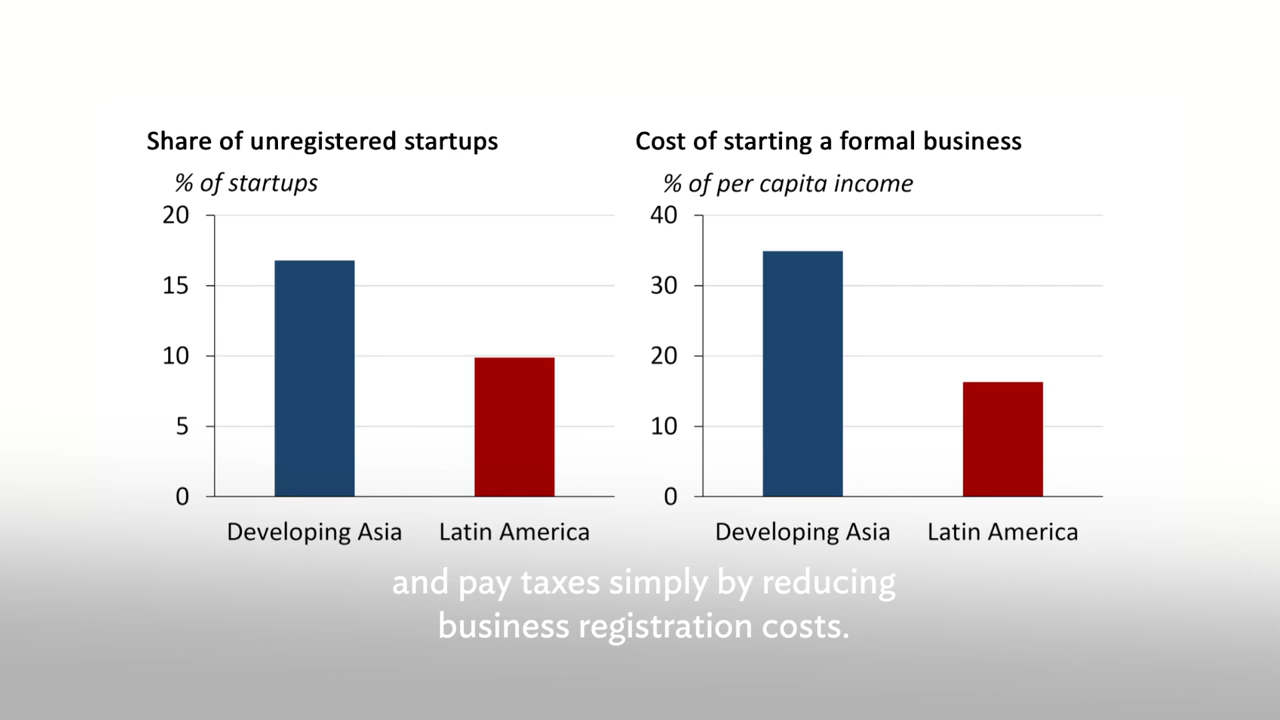 Share of unregistered startups
% of startups
20
15
10
5
0
Developing Asia
Latin America
Cost of starting a formal business
% of per capita income
40
30
20
10
0
Developing Asia
Latin America
and pay taxes simply by reducing
business registration costs.